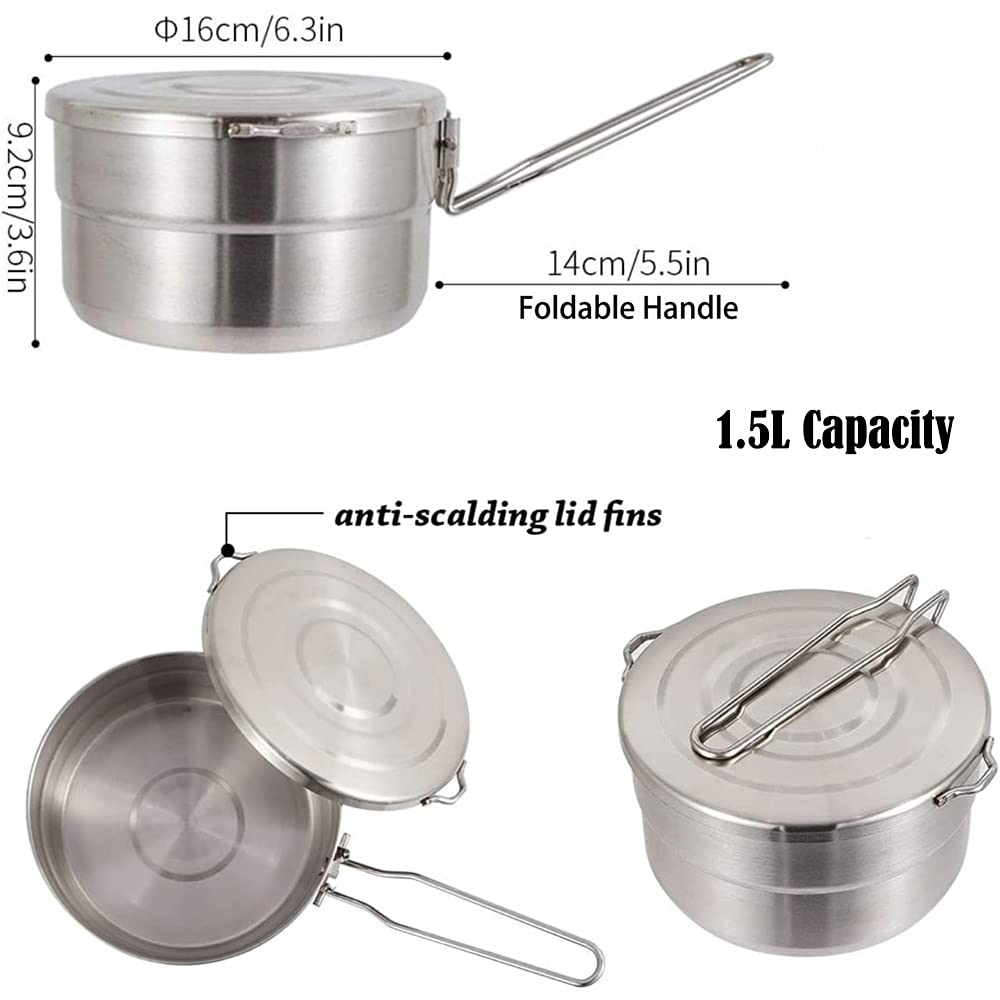 Φ16cm/6.3in
9.2cm/3.6in
14cm/5.5in
Foldable Handle
1.5L Capacity
anti-scalding lid fins